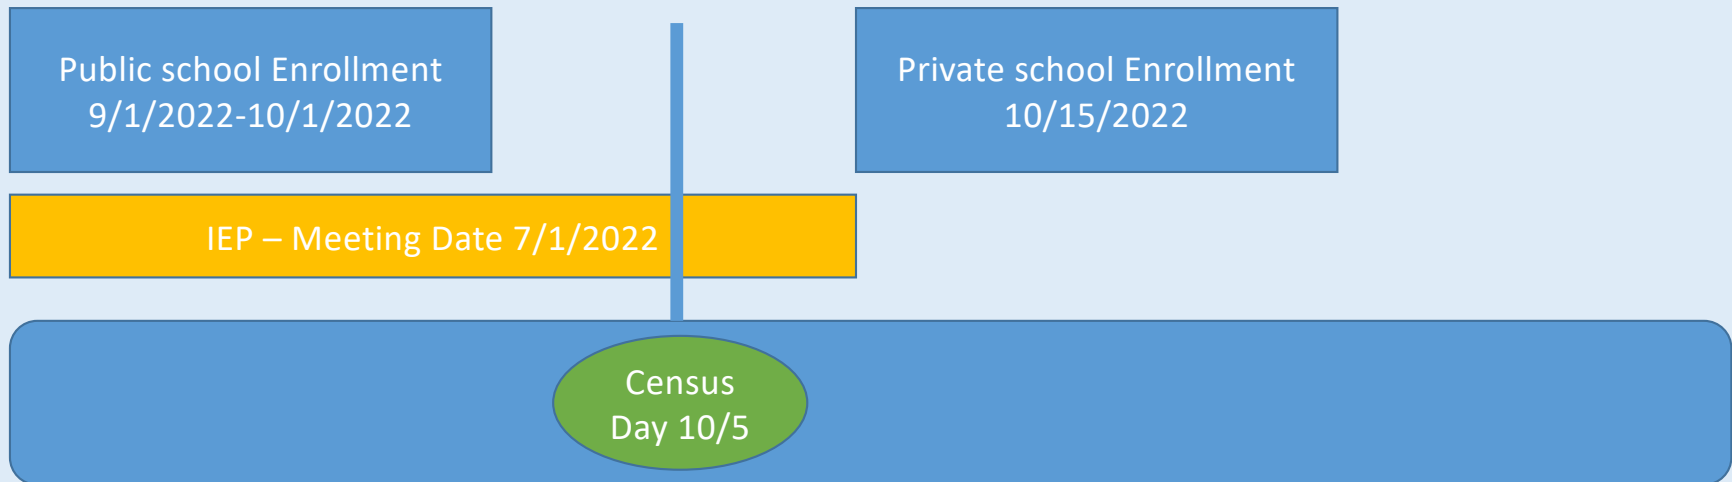 Public school Enrollment
9/1/2022-10/1/2022
Private school Enrollment
10/15/2022
IEP – Meeting Date 7/1/2022
Census
Day 10/5